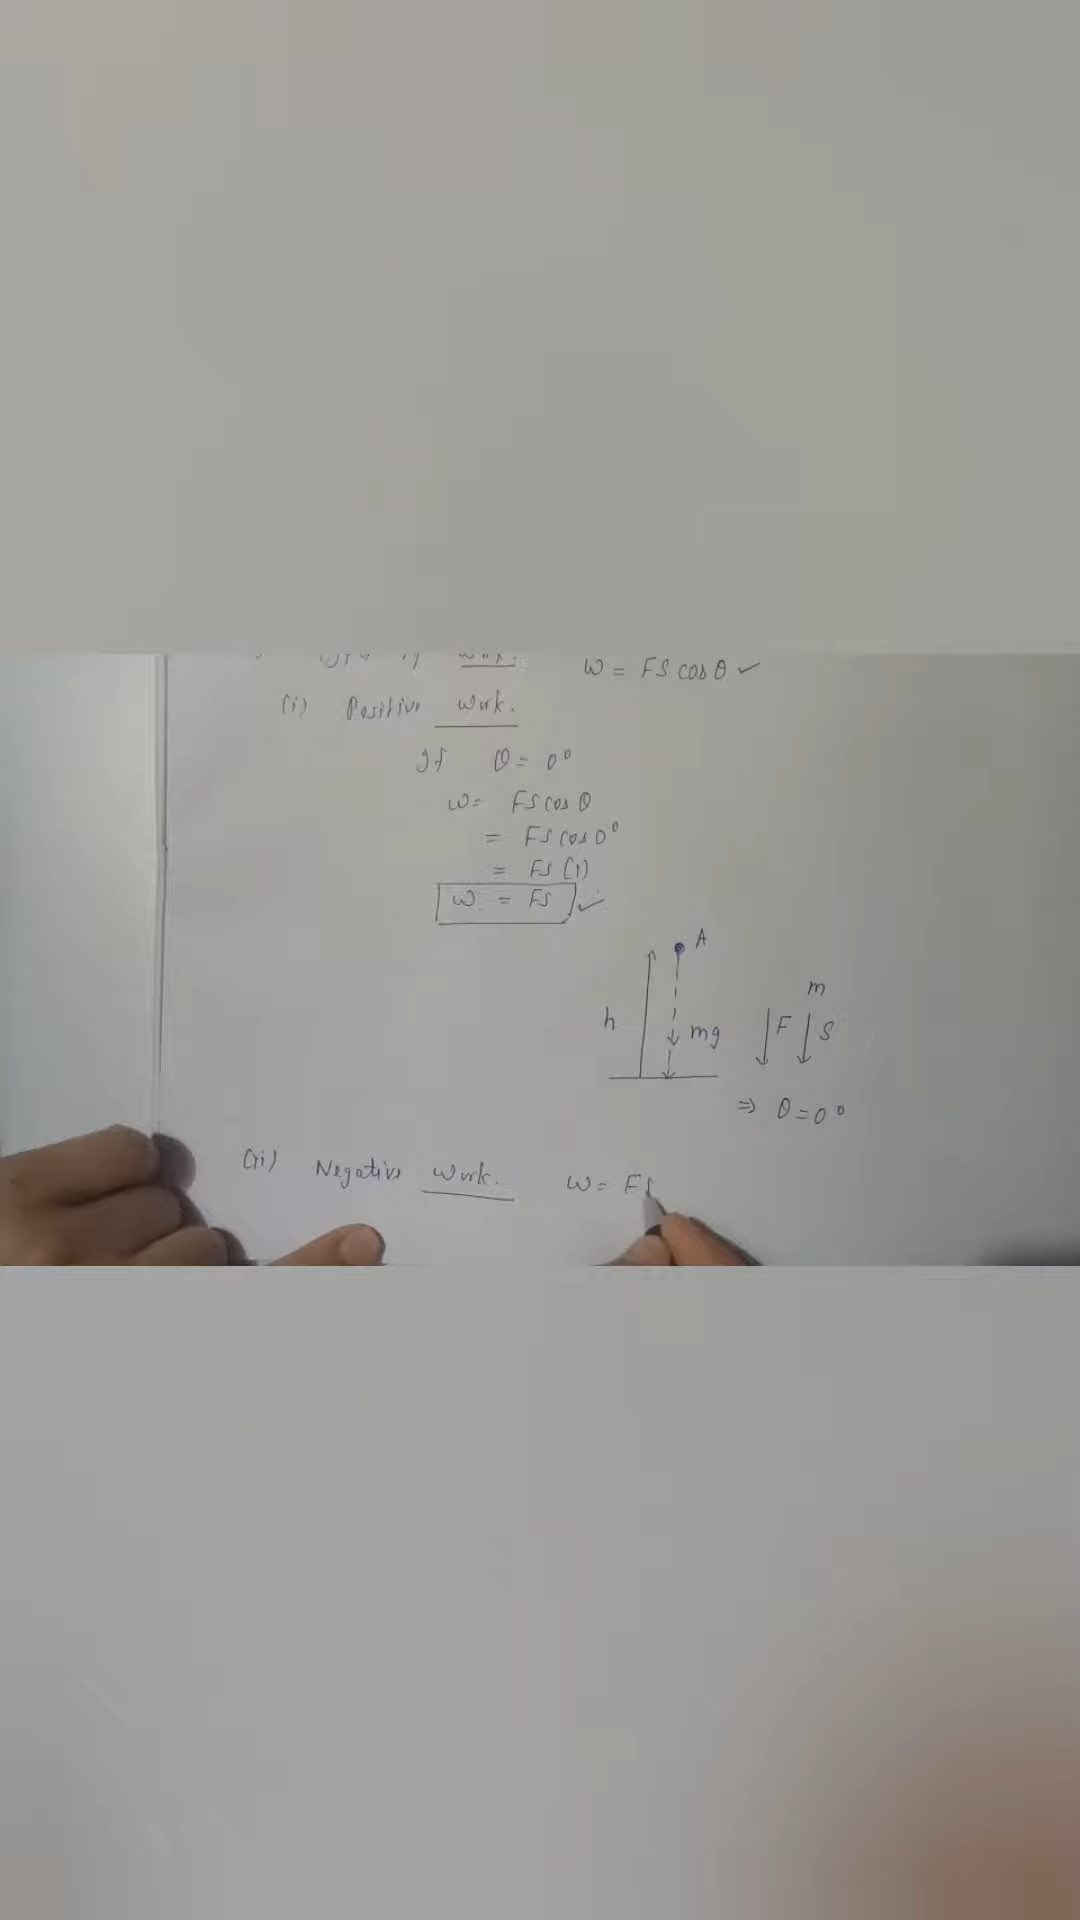 W = FS cos θ ✓
(i) Positive Work.
If θ = 0°
W = FS cos θ
= FS cos 0°
= FS (1)
W = FS ✓
A
m
h
mg
F
S
⇒ θ = 0°
(ii) Negative Work. W = FS